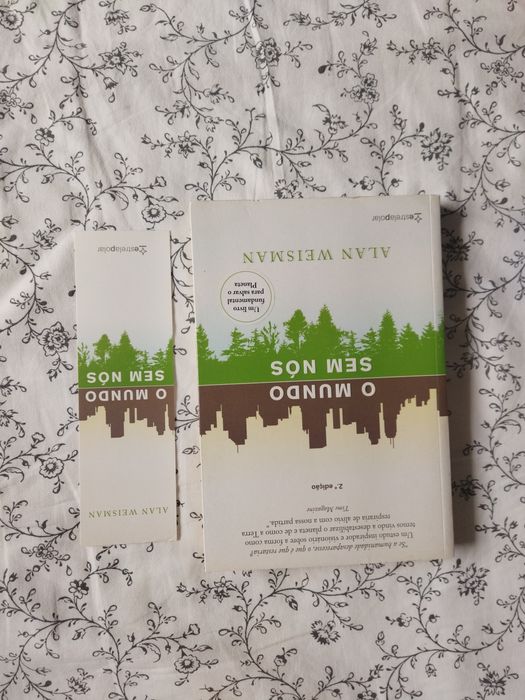 "Se a humanidade desaparecesse, o que é que restaria?
Um estudo inspirador e visionário sobre a forma como
temos vindo a desestabilizar o planeta e de como a Terra
respiraria de alívio com a nossa partida."
Time Magazine
2.ª edição
O MUNDO
SEM NÓS
Um livro
fundamental
para salvar o
Planeta
ALAN WEISMAN
estrelapolar
ALAN WEISMAN
O MUNDO
SEM NÓS
estrelapolar